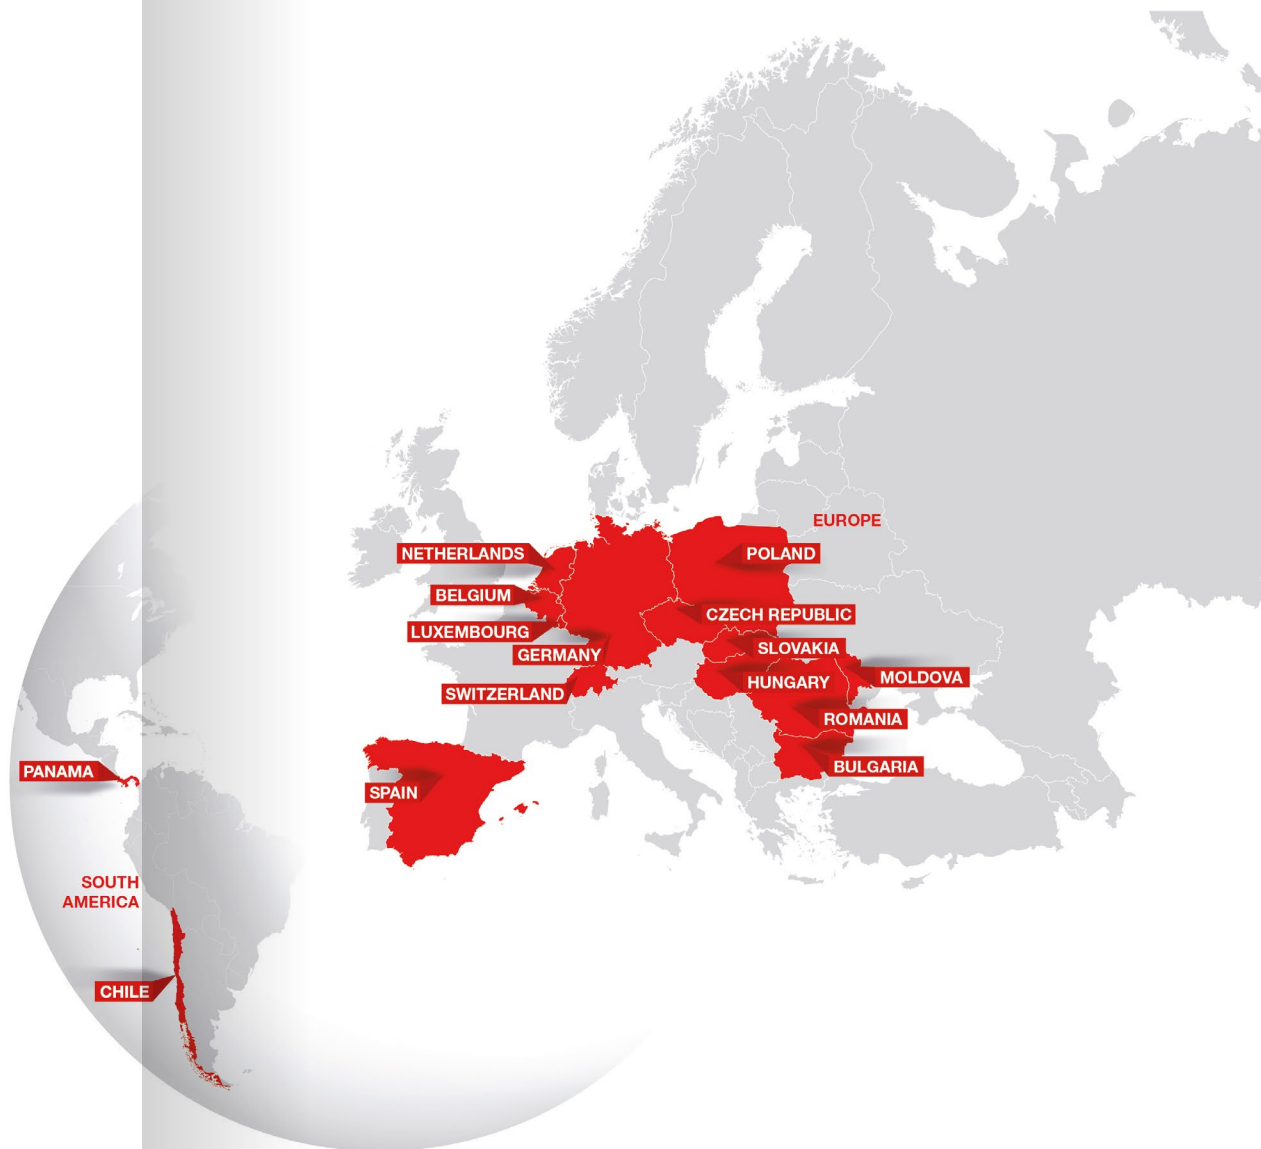 EUROPE
NETHERLANDS
POLAND
BELGIUM
CZECH REPUBLIC
LUXEMBOURG
SLOVAKIA
GERMANY
MOLDOVA
HUNGARY
SWITZERLAND
ROMANIA
BULGARIA
PANAMA
SPAIN
SOUTH
AMERICA
CHILE